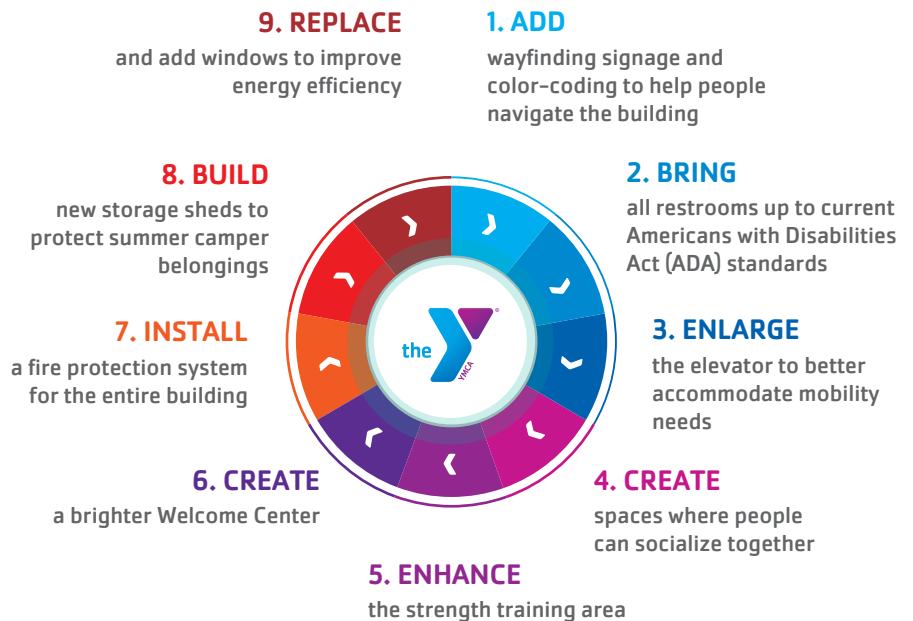 1. ADD
wayfinding signage and
color-coding to help people
navigate the building
2. BRING
all restrooms up to current
Americans with Disabilities
Act (ADA) standards
3. ENLARGE
the elevator to better
accommodate mobility
needs
4. CREATE
spaces where people
can socialize together
5. ENHANCE
the strength training area
6. CREATE
a brighter Welcome Center
7. INSTALL
a fire protection system
for the entire building
8. BUILD
new storage sheds to
protect summer camper
belongings
9. REPLACE
and add windows to improve
energy efficiency
the
YMCA
®